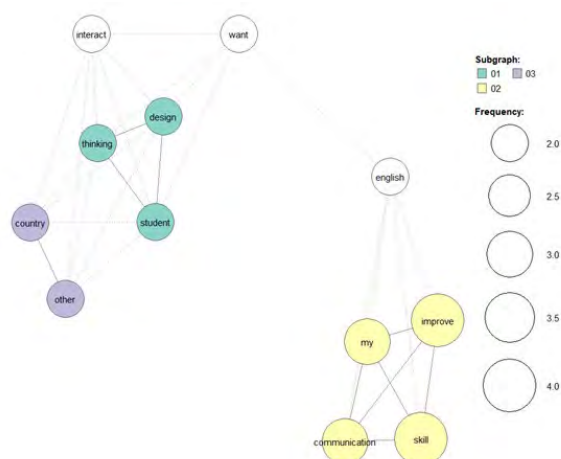 interact
want
design
thinking
english
country
student
other
improve
my
communication
skill
Subgraph:
01 03
02
Frequency:
2.0
2.5
3.0
3.5
4.0